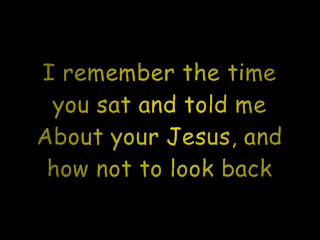 I remember the time
you sat and told me
About your Jesus, and
how not to look back